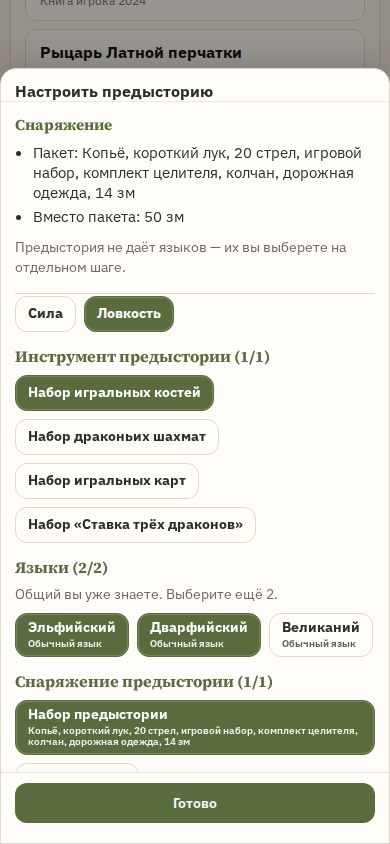 Книга игрока 2024
Рыцарь Латной перчатки
Настроить предысторию
Снаряжение
• Пакет: Копьё, короткий лук, 20 стрел, игровой
набор, комплект целителя, колчан, дорожная
одежда, 14 зм
• Вместо пакета: 50 зм
Предыстория не даёт языков — их вы выберете на
отдельном шаге.
Сила Ловкость
Инструмент предыстории (1/1)
Набор игральных костей
Набор драконьих шахмат
Набор игральных карт
Набор «Ставка трёх драконов»
Языки (2/2)
Общий вы уже знаете. Выберите ещё 2.
Эльфийский Дварфийский Великаний
Обычный язык Обычный язык Обычный язык
Снаряжение предыстории (1/1)
Набор предыстории
Копьё, короткий лук, 20 стрел, игровой набор, комплект целителя,
колчан, дорожная одежда, 14 зм
Готово